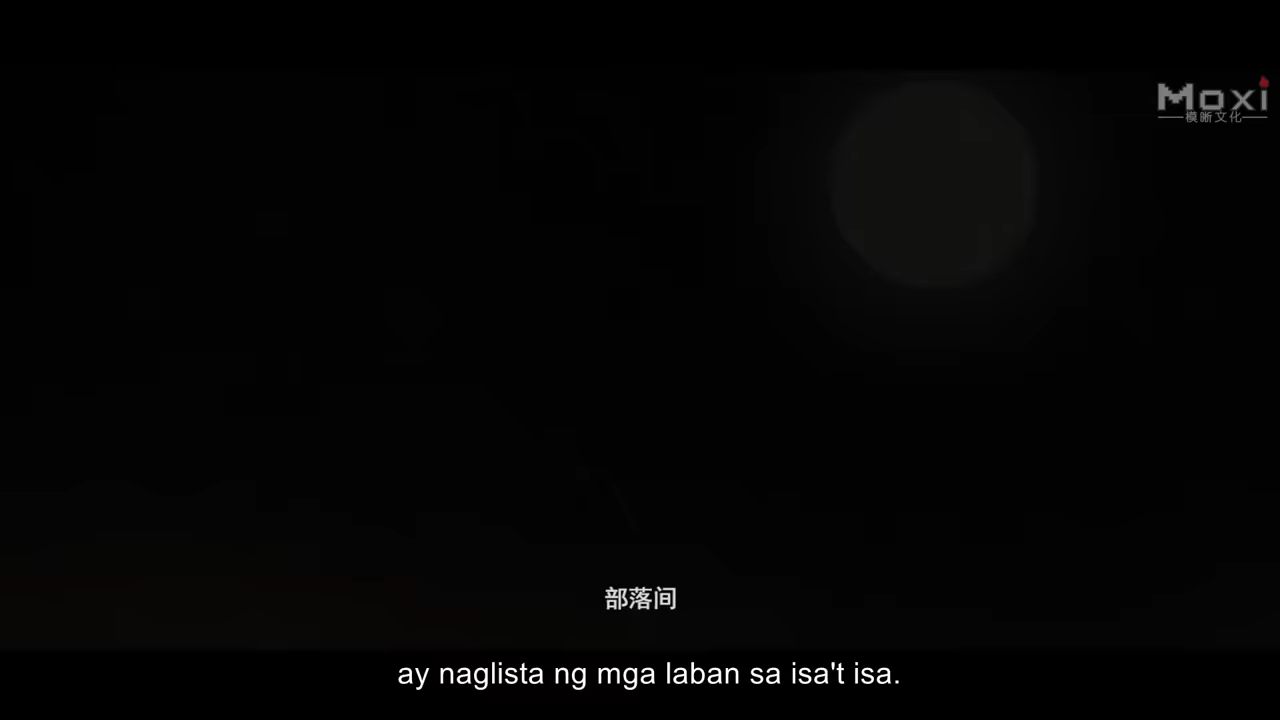 Moxi
模晰文化
部落间
ay naglista ng mga laban sa isa't isa.